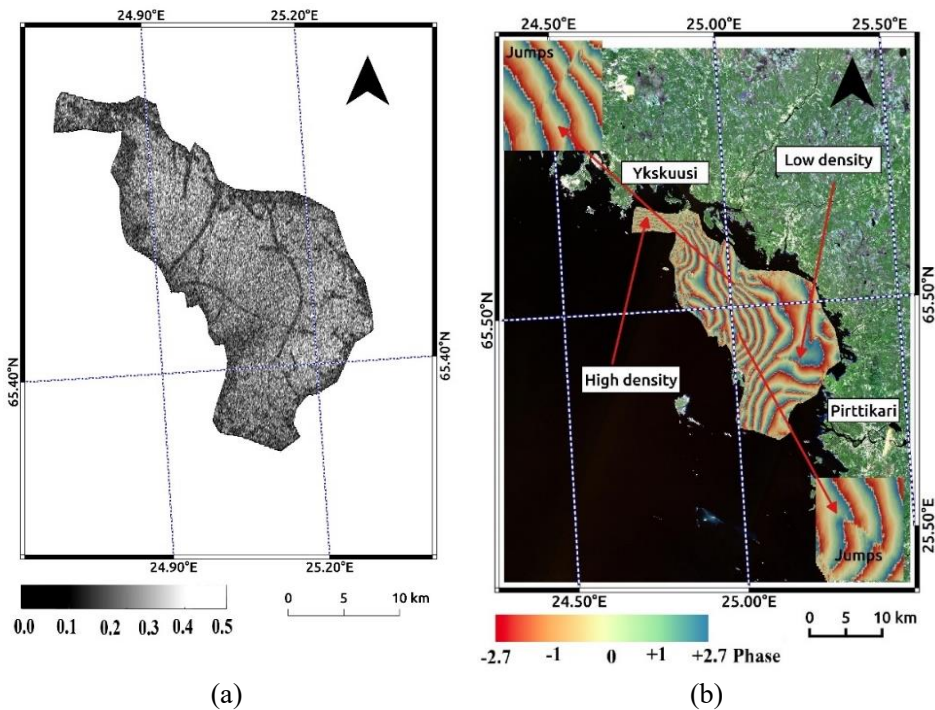 (a)
24.90°E
25.20°E
65.40°N
65.40°N
24.90°E
25.20°E
0.0 0.1 0.2 0.3 0.4 0.5
0 5 10 km
(a)
(b)
24.50°E
25.00°E
25.50°E
Jumps
Ykskuusi
Low density
65.50°N
65.50°N
High density
Pirttikari
Jumps
25.50°E
24.50°E
25.00°E
-2.7 -1 0 +1 +2.7 Phase
0 5 10 km
(b)